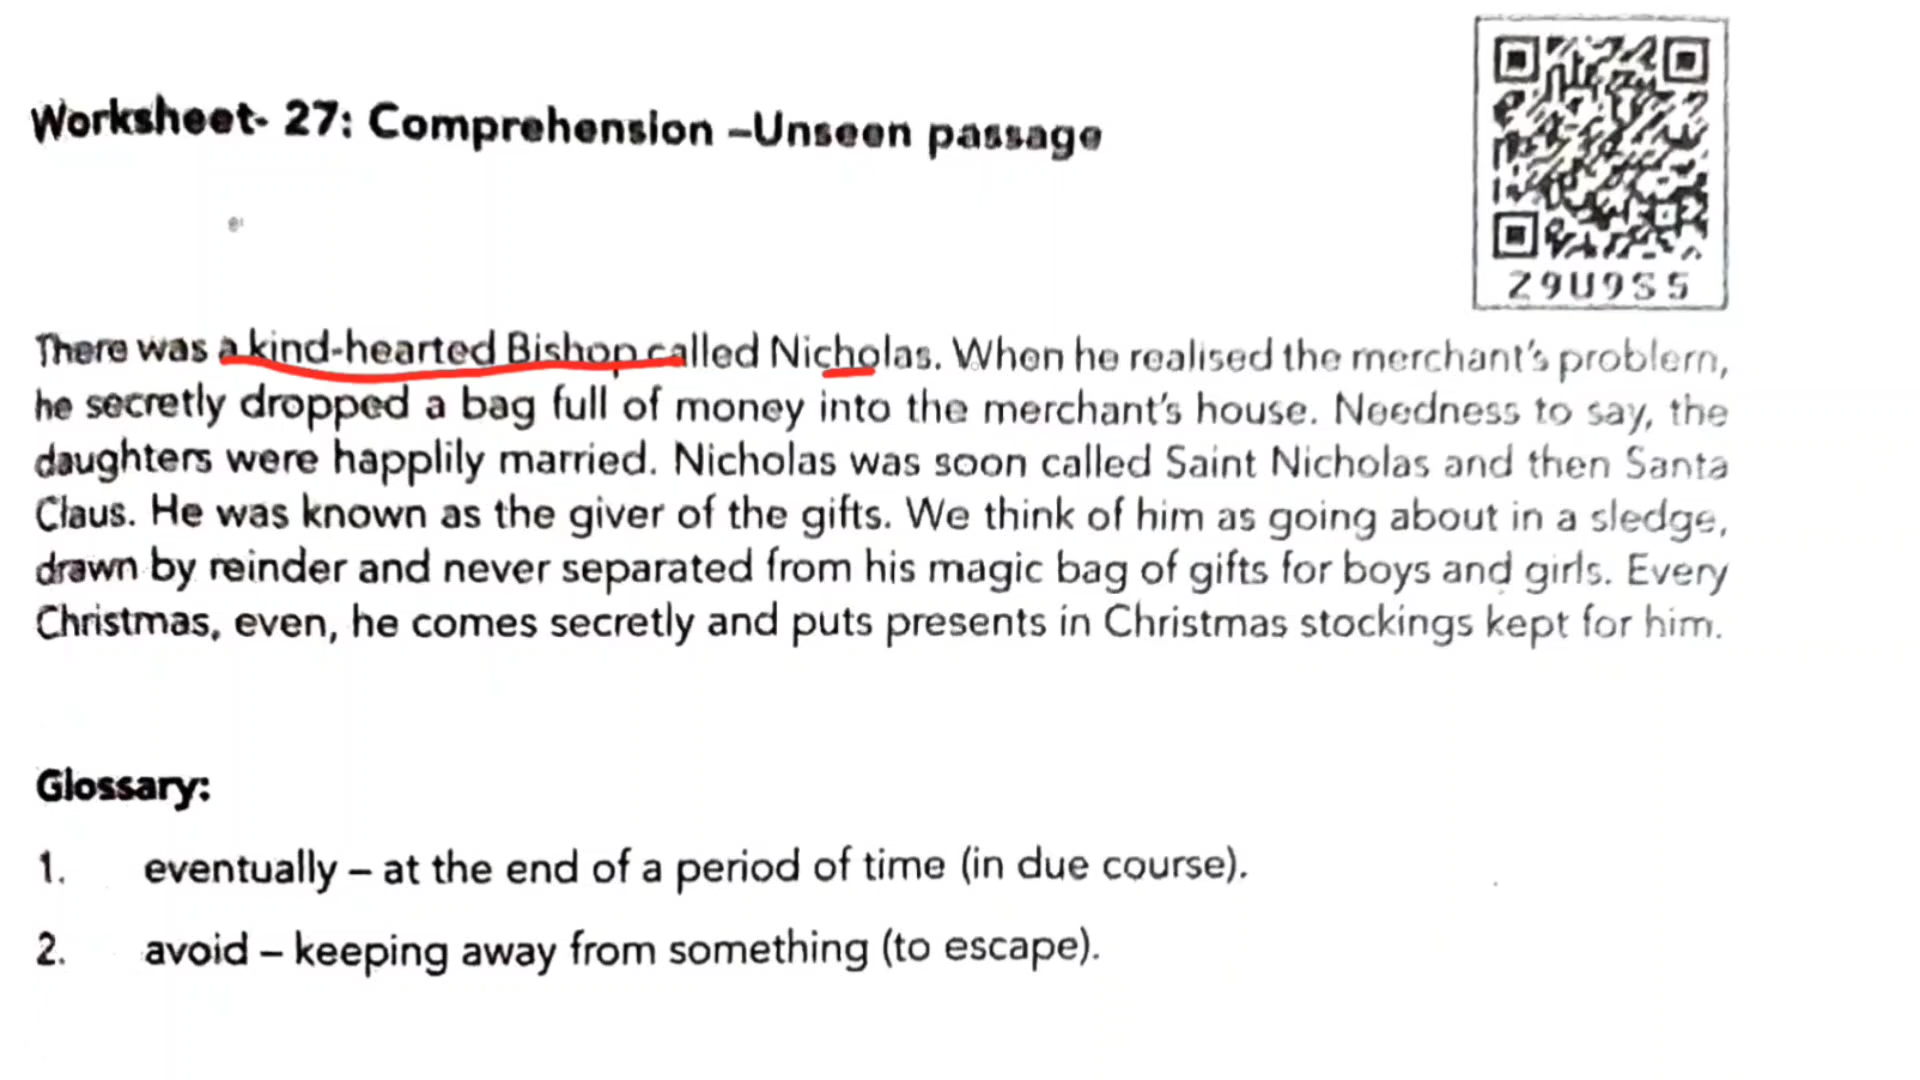 Worksheet- 27: Comprehension –Unseen passage
Z9U9S5
There was a kind-hearted Bishop called Nicholas. When he realised the merchant's problem,
he secretly dropped a bag full of money into the merchant's house. Needness to say, the
daughters were happlily married. Nicholas was soon called Saint Nicholas and then Santa
Claus. He was known as the giver of the gifts. We think of him as going about in a sledge,
drawn by reinder and never separated from his magic bag of gifts for boys and girls. Every
Christmas, even, he comes secretly and puts presents in Christmas stockings kept for him.
Glossary:
1. eventually – at the end of a period of time (in due course).
2. avoid – keeping away from something (to escape).